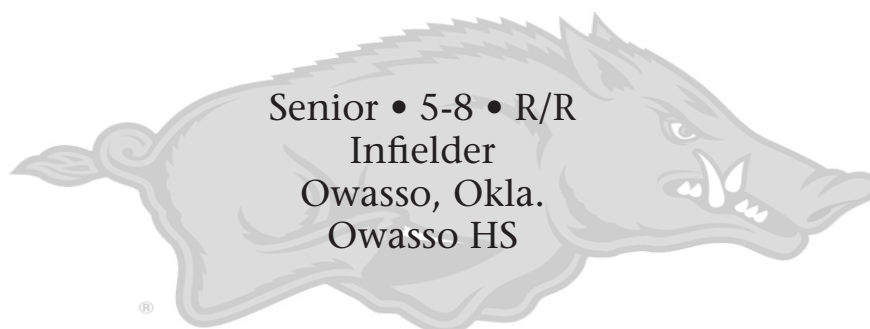 Senior • 5-8 • R/R
Infielder
Owasso, Okla.
Owasso HS
®